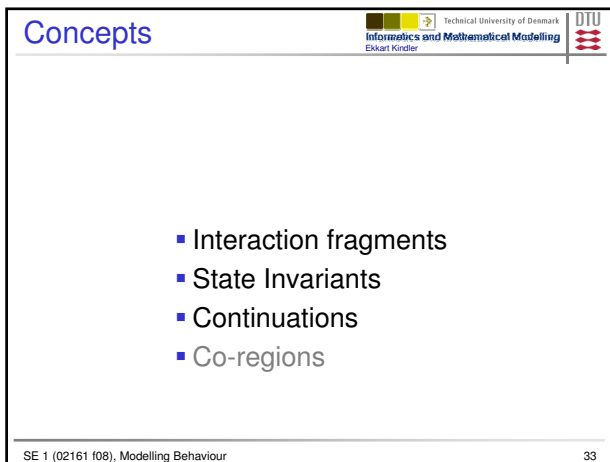 Concepts
Technical University of Denmark
DTU
Informatics and Mathematical Modelling
Ekkart Kindler
Interaction fragments
State Invariants
Continuations
Co-regions
SE 1 (02161 f08), Modelling Behaviour
33